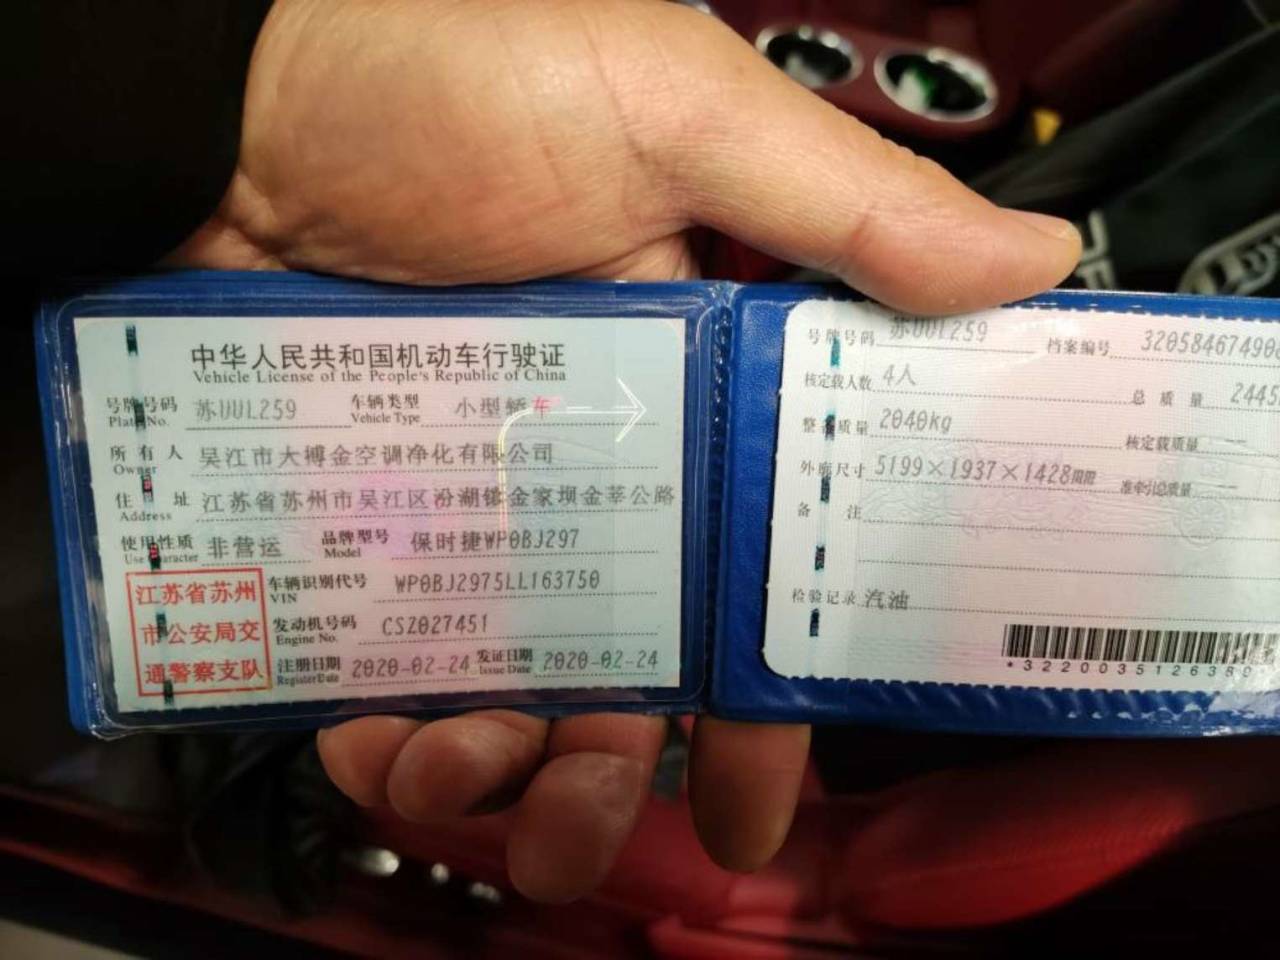 中华人民共和国机动车行驶证
Vehicle License of the People's Republic of China
号牌号码 苏UUL259 车辆类型 小型轿车
Plate No. Vehicle Type
所有人 吴江市大搏金空调净化有限公司
Owner
住址 江苏省苏州市吴江区汾湖镇金家坝金莘公路
Address
使用性质 非营运 品牌型号 保时捷WP0BJ297
Use Character Model
江苏省苏州
市公安局交
通警察支队
车辆识别代号 WP0BJ2975LL163750
VIN
发动机号码 CSZ027451
Engine No.
注册日期 2020-02-24 发证日期 2020-02-24
Register Date Issue Date
号牌号码 苏UUL259 档案编号 32058467490
核定载人数 4人 总质量 2445
整备质量 2040kg 核定载质量 --
外廓尺寸 5199×1937×1428mm 准牵引总质量 --
备注
检验记录 汽油
*3220035126380